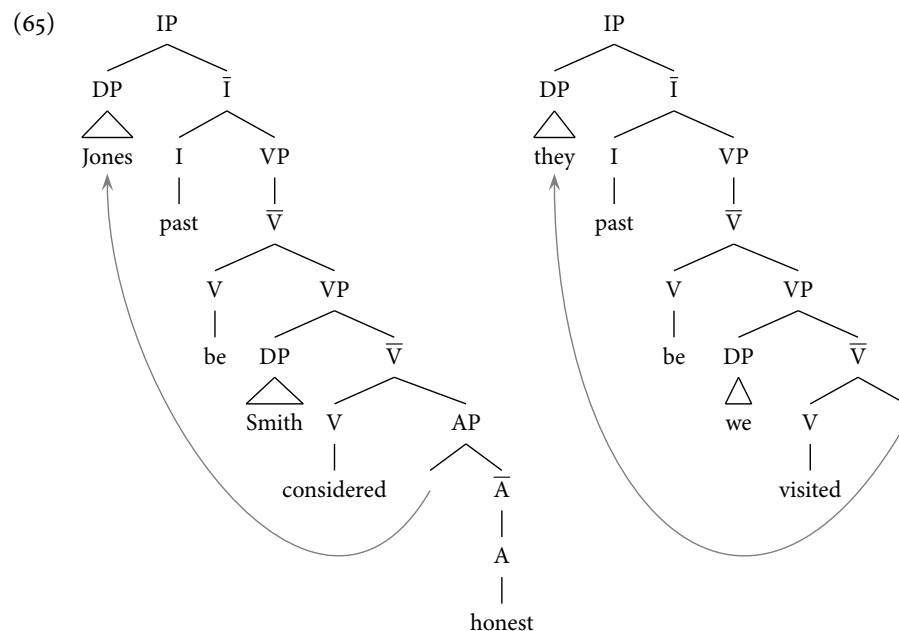 (65) IP IP
DP Ī DP Ī
Jones I VP they I VP
past V̅ past V̅
V VP V VP
be DP V̅ be DP V̅
Smith V AP we V
considered A̅ visited
A
honest